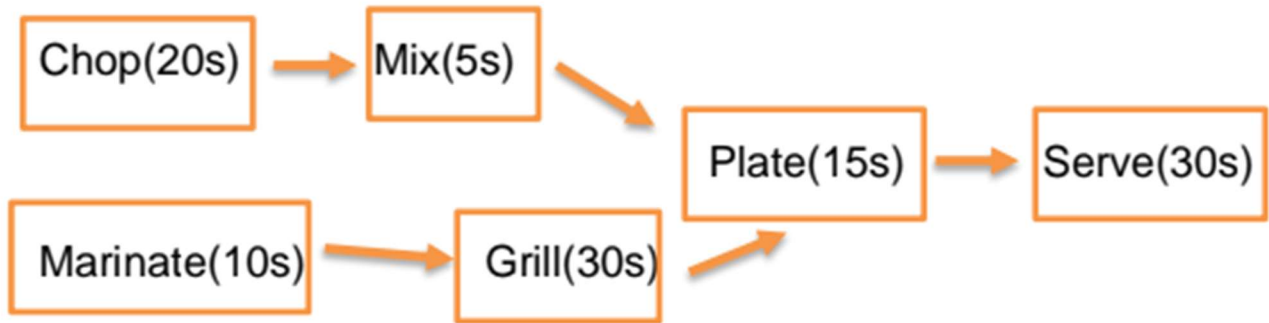 Chop(20s)
Mix(5s)
Plate(15s)
Serve(30s)
Marinate(10s)
Grill(30s)